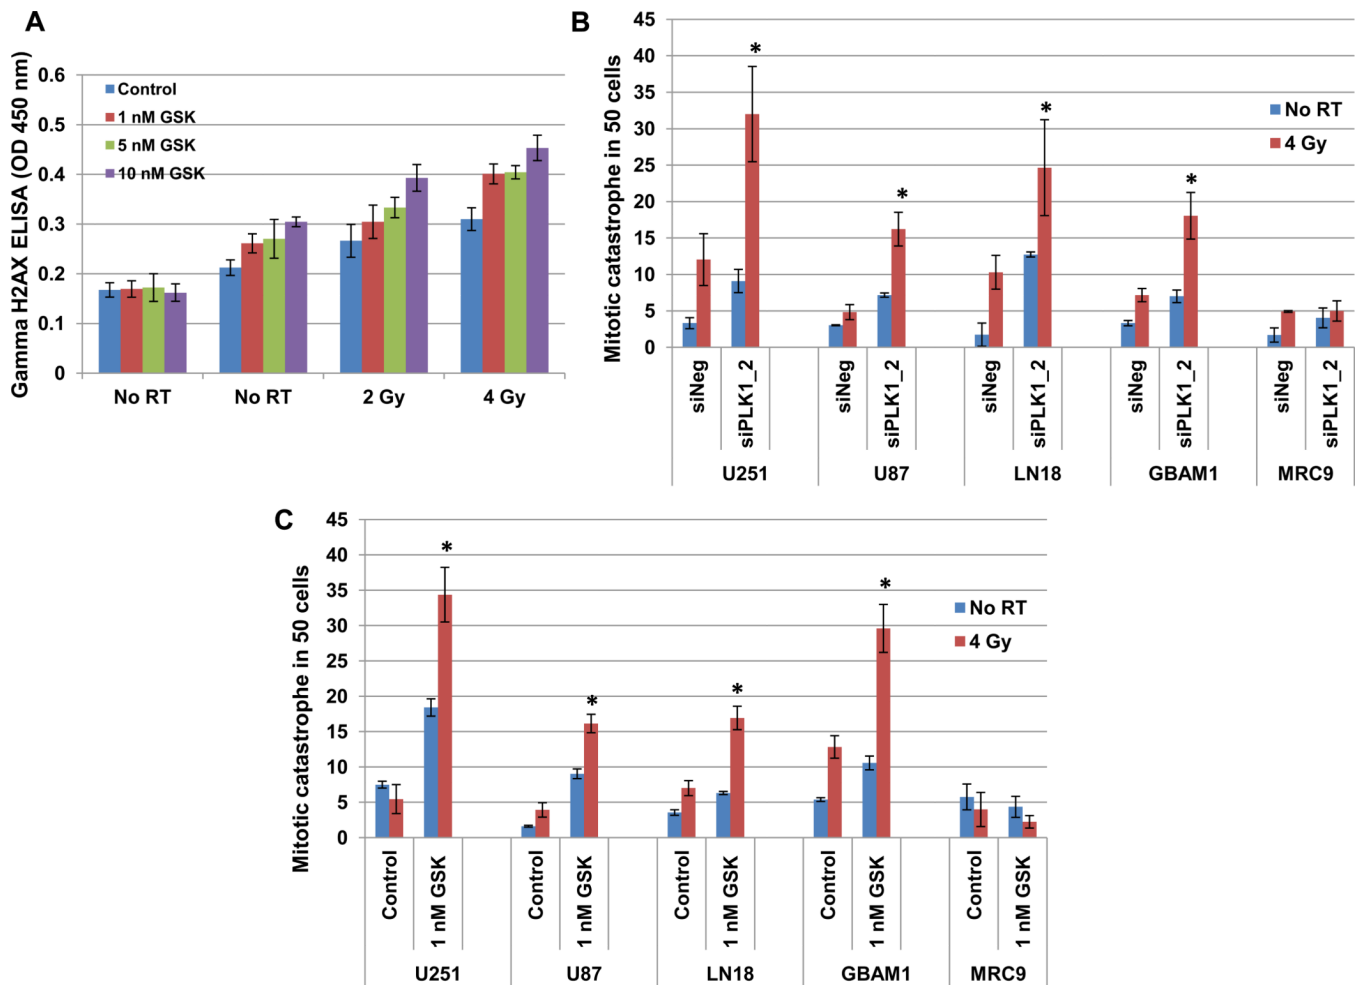 A
Gamma H2AX ELISA (OD 450 nm)
0.6
0.5
0.4
0.3
0.2
0.1
0
Control
1 nM GSK
5 nM GSK
10 nM GSK
No RT
No RT
2 Gy
4 Gy
B
Mitotic catastrophe in 50 cells
45
40
35
30
25
20
15
10
5
0
*
*
*
*
No RT
4 Gy
siNeg
siPLK1_2
siNeg
siPLK1_2
siNeg
siPLK1_2
siNeg
siPLK1_2
siNeg
siPLK1_2
U251
U87
LN18
GBAM1
MRC9
C
Mitotic catastrophe in 50 cells
45
40
35
30
25
20
15
10
5
0
*
*
*
*
No RT
4 Gy
Control
1 nM GSK
Control
1 nM GSK
Control
1 nM GSK
Control
1 nM GSK
Control
1 nM GSK
U251
U87
LN18
GBAM1
MRC9